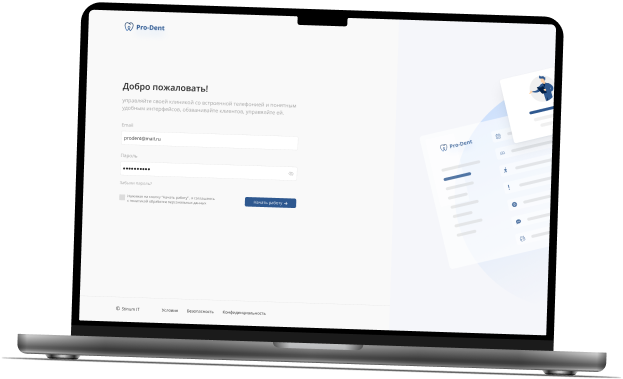 Pro-Dent
Добро пожаловать!
управляйте своей клиникой со встроенной телефонией и понятным
удобным интерфейсом, обзванивайте клиентов, управляйте ей.
Email
prodent@mail.ru
Пароль
Забыли пароль?
Нажимая на кнопку "Начать работу", я соглашаюсь
с политикой обработки персональных данных
Начать работу →
Pro-Dent
© Simum IT
Условия
Безопасность
Конфиденциальность